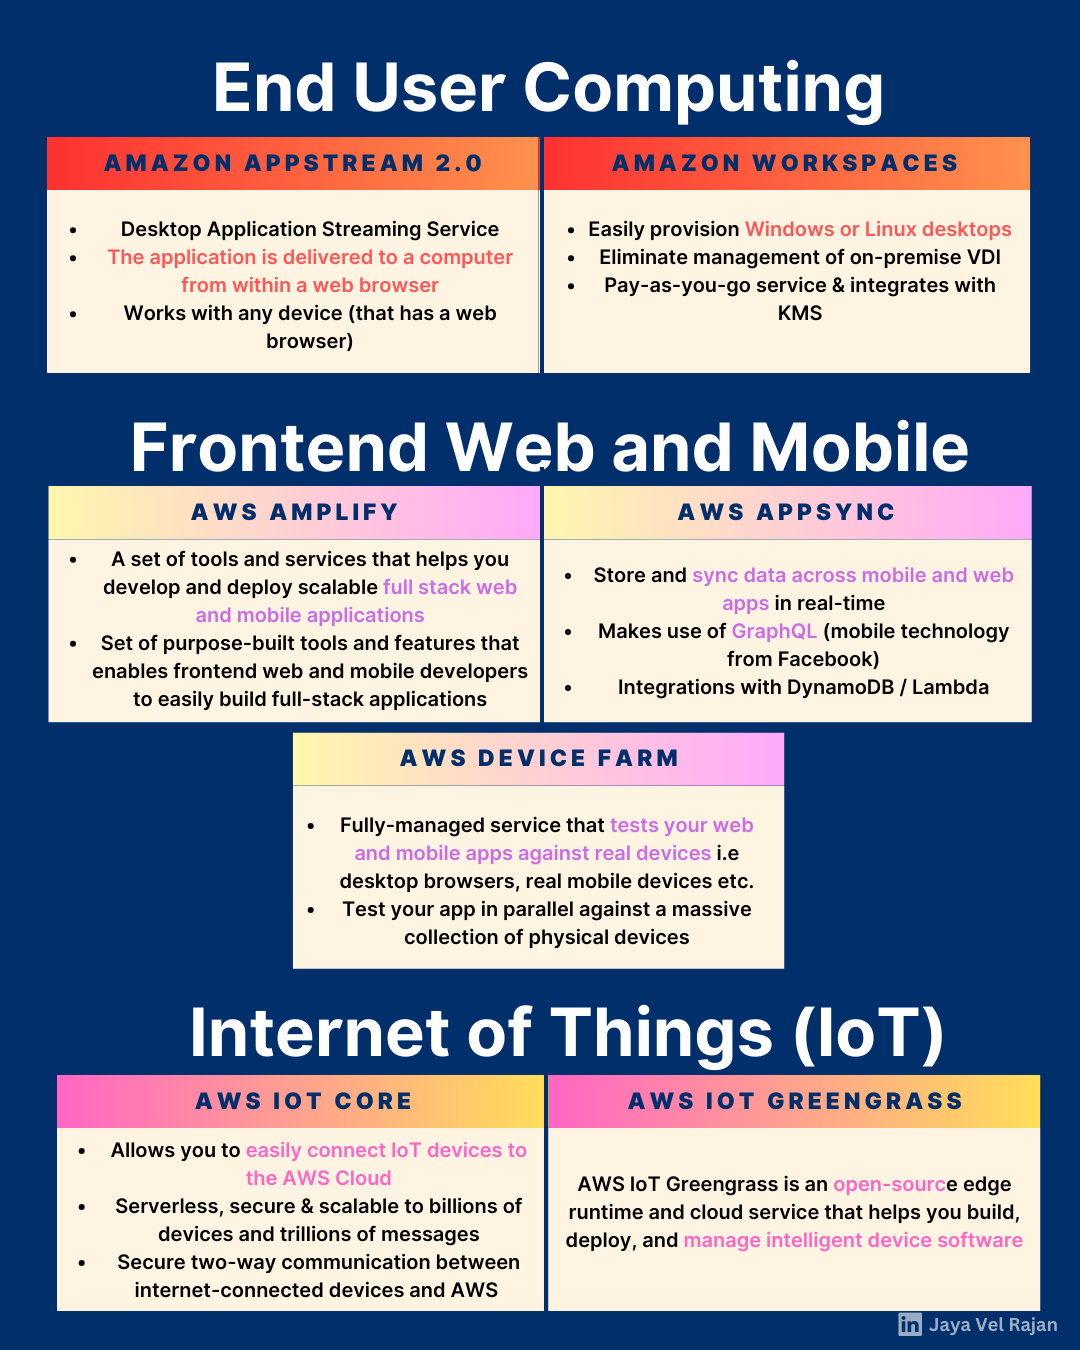 End User Computing
AMAZON APPSTREAM 2.0
• Desktop Application Streaming Service
• The application is delivered to a computer
from within a web browser
• Works with any device (that has a web
browser)
AMAZON WORKSPACES
• Easily provision Windows or Linux desktops
• Eliminate management of on-premise VDI
• Pay-as-you-go service & integrates with
KMS
Frontend Web and Mobile
AWS AMPLIFY
• A set of tools and services that helps you
develop and deploy scalable full stack web
and mobile applications
• Set of purpose-built tools and features that
enables frontend web and mobile developers
to easily build full-stack applications
AWS APPSYNC
• Store and sync data across mobile and web
apps in real-time
• Makes use of GraphQL (mobile technology
from Facebook)
• Integrations with DynamoDB / Lambda
AWS DEVICE FARM
• Fully-managed service that tests your web
and mobile apps against real devices i.e
desktop browsers, real mobile devices etc.
• Test your app in parallel against a massive
collection of physical devices
Internet of Things (IoT)
AWS IOT CORE
• Allows you to easily connect IoT devices to
the AWS Cloud
• Serverless, secure & scalable to billions of
devices and trillions of messages
• Secure two-way communication between
internet-connected devices and AWS
AWS IOT GREENGRASS
AWS IoT Greengrass is an open-source edge
runtime and cloud service that helps you build,
deploy, and manage intelligent device software
in Jaya Vel Rajan